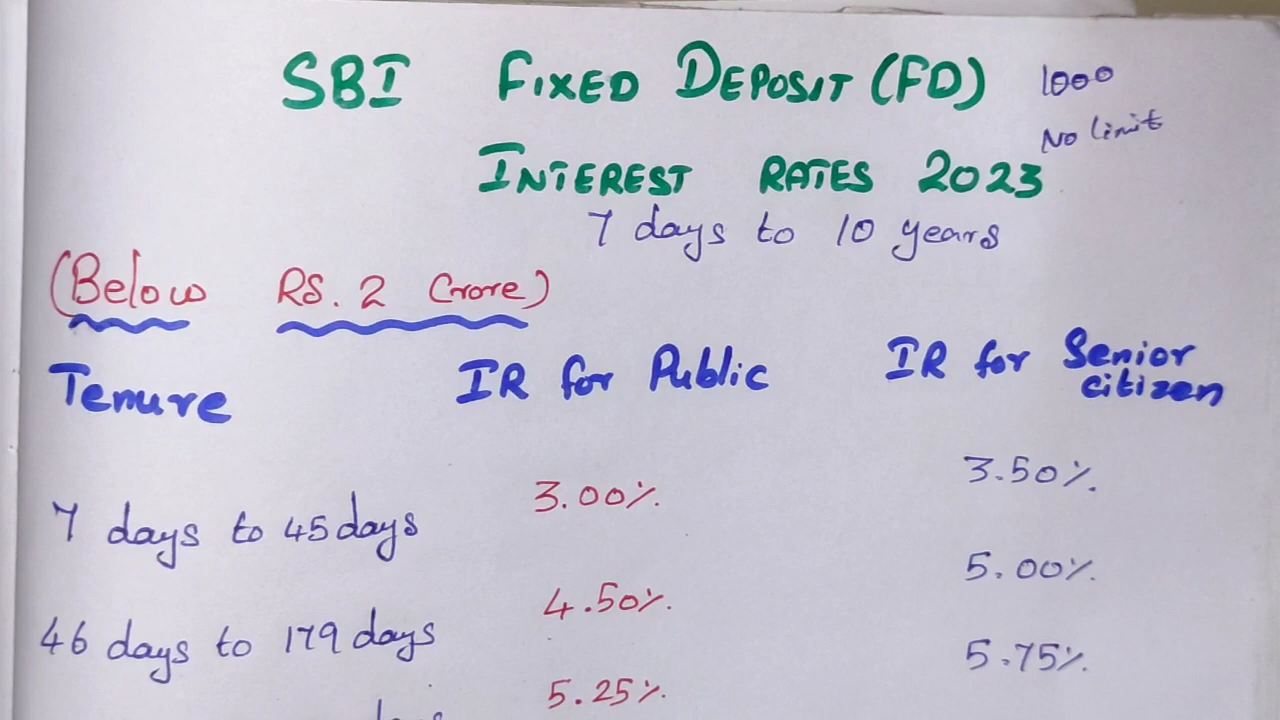 SBI FIXED DEPOSIT (FD) 1000
No limit
INTEREST RATES 2023
7 days to 10 years
(Below RS. 2 Crore)
Tenure IR for Public IR for Senior citizen
7 days to 45 days 3.00% 3.50%
46 days to 179 days 4.50% 5.00%
5.25% 5.75%